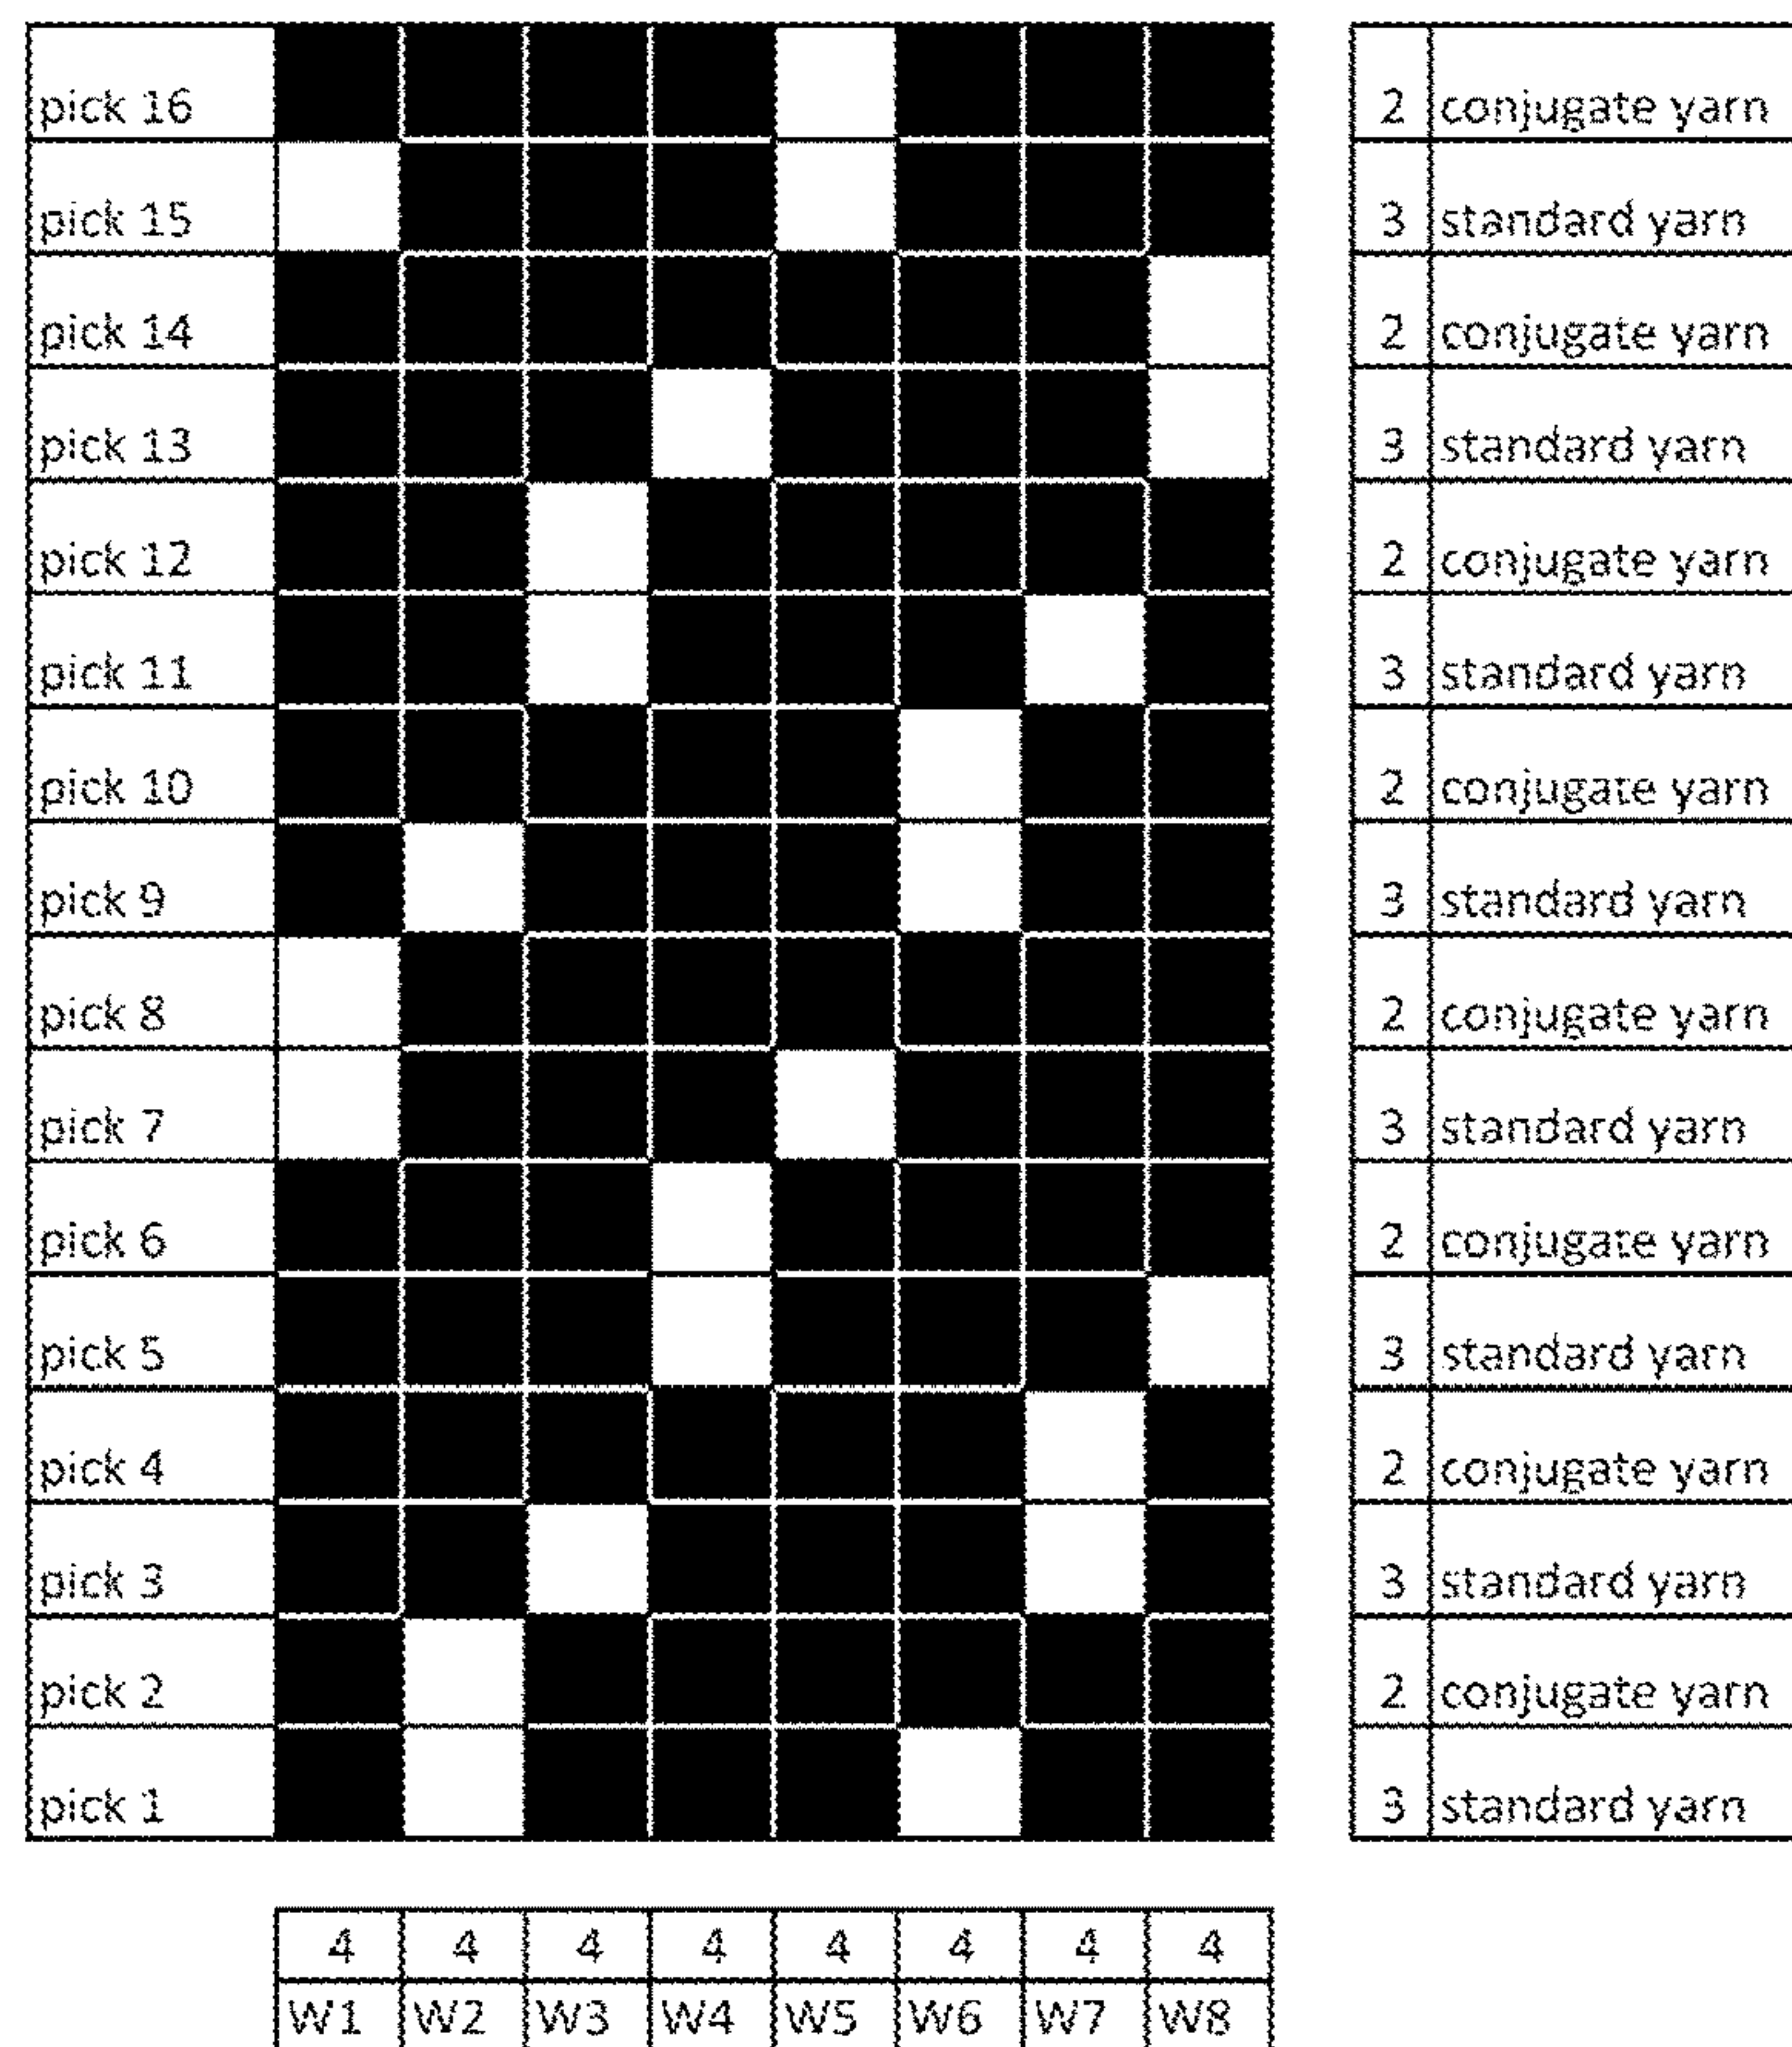 pick 16 2 conjugate yarn
pick 15 3 standard yarn
pick 14 2 conjugate yarn
pick 13 3 standard yarn
pick 12 2 conjugate yarn
pick 11 3 standard yarn
pick 10 2 conjugate yarn
pick 9 3 standard yarn
pick 8 2 conjugate yarn
pick 7 3 standard yarn
pick 6 2 conjugate yarn
pick 5 3 standard yarn
pick 4 2 conjugate yarn
pick 3 3 standard yarn
pick 2 2 conjugate yarn
pick 1 3 standard yarn
4 4 4 4 4 4 4 4
W1 W2 W3 W4 W5 W6 W7 W8